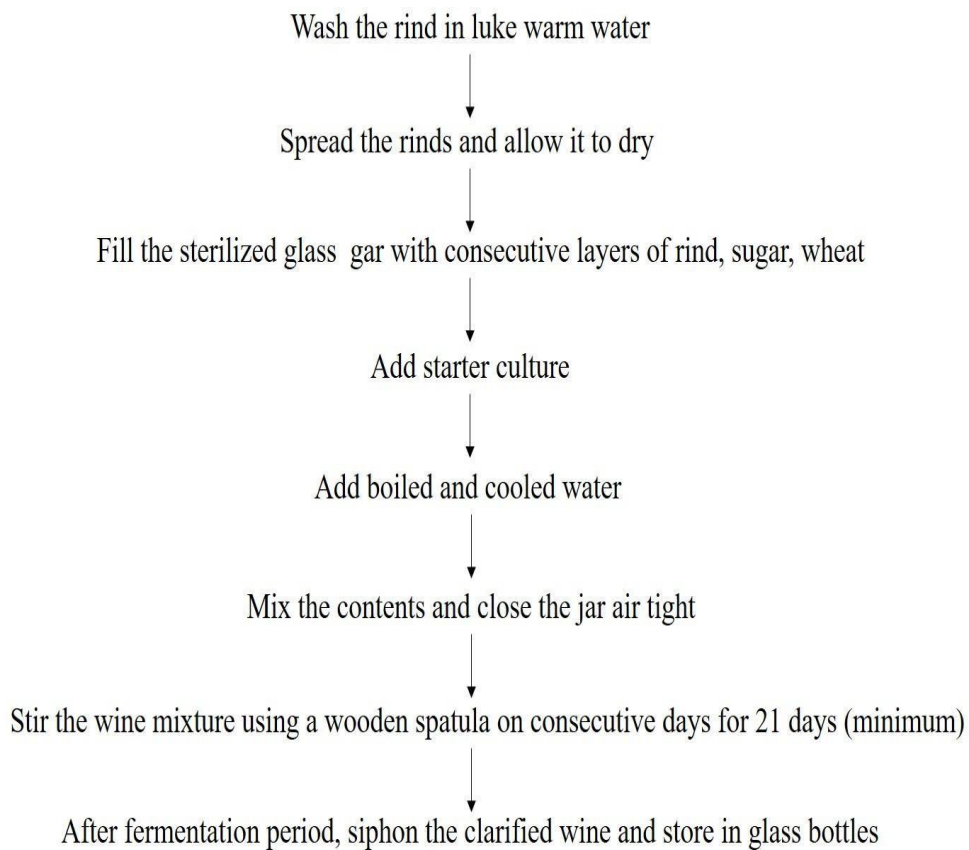 Wash the rind in luke warm water
Spread the rinds and allow it to dry
Fill the sterilized glass gar with consecutive layers of rind, sugar, wheat
Add starter culture
Add boiled and cooled water
Mix the contents and close the jar air tight
Stir the wine mixture using a wooden spatula on consecutive days for 21 days (minimum)
After fermentation period, siphon the clarified wine and store in glass bottles